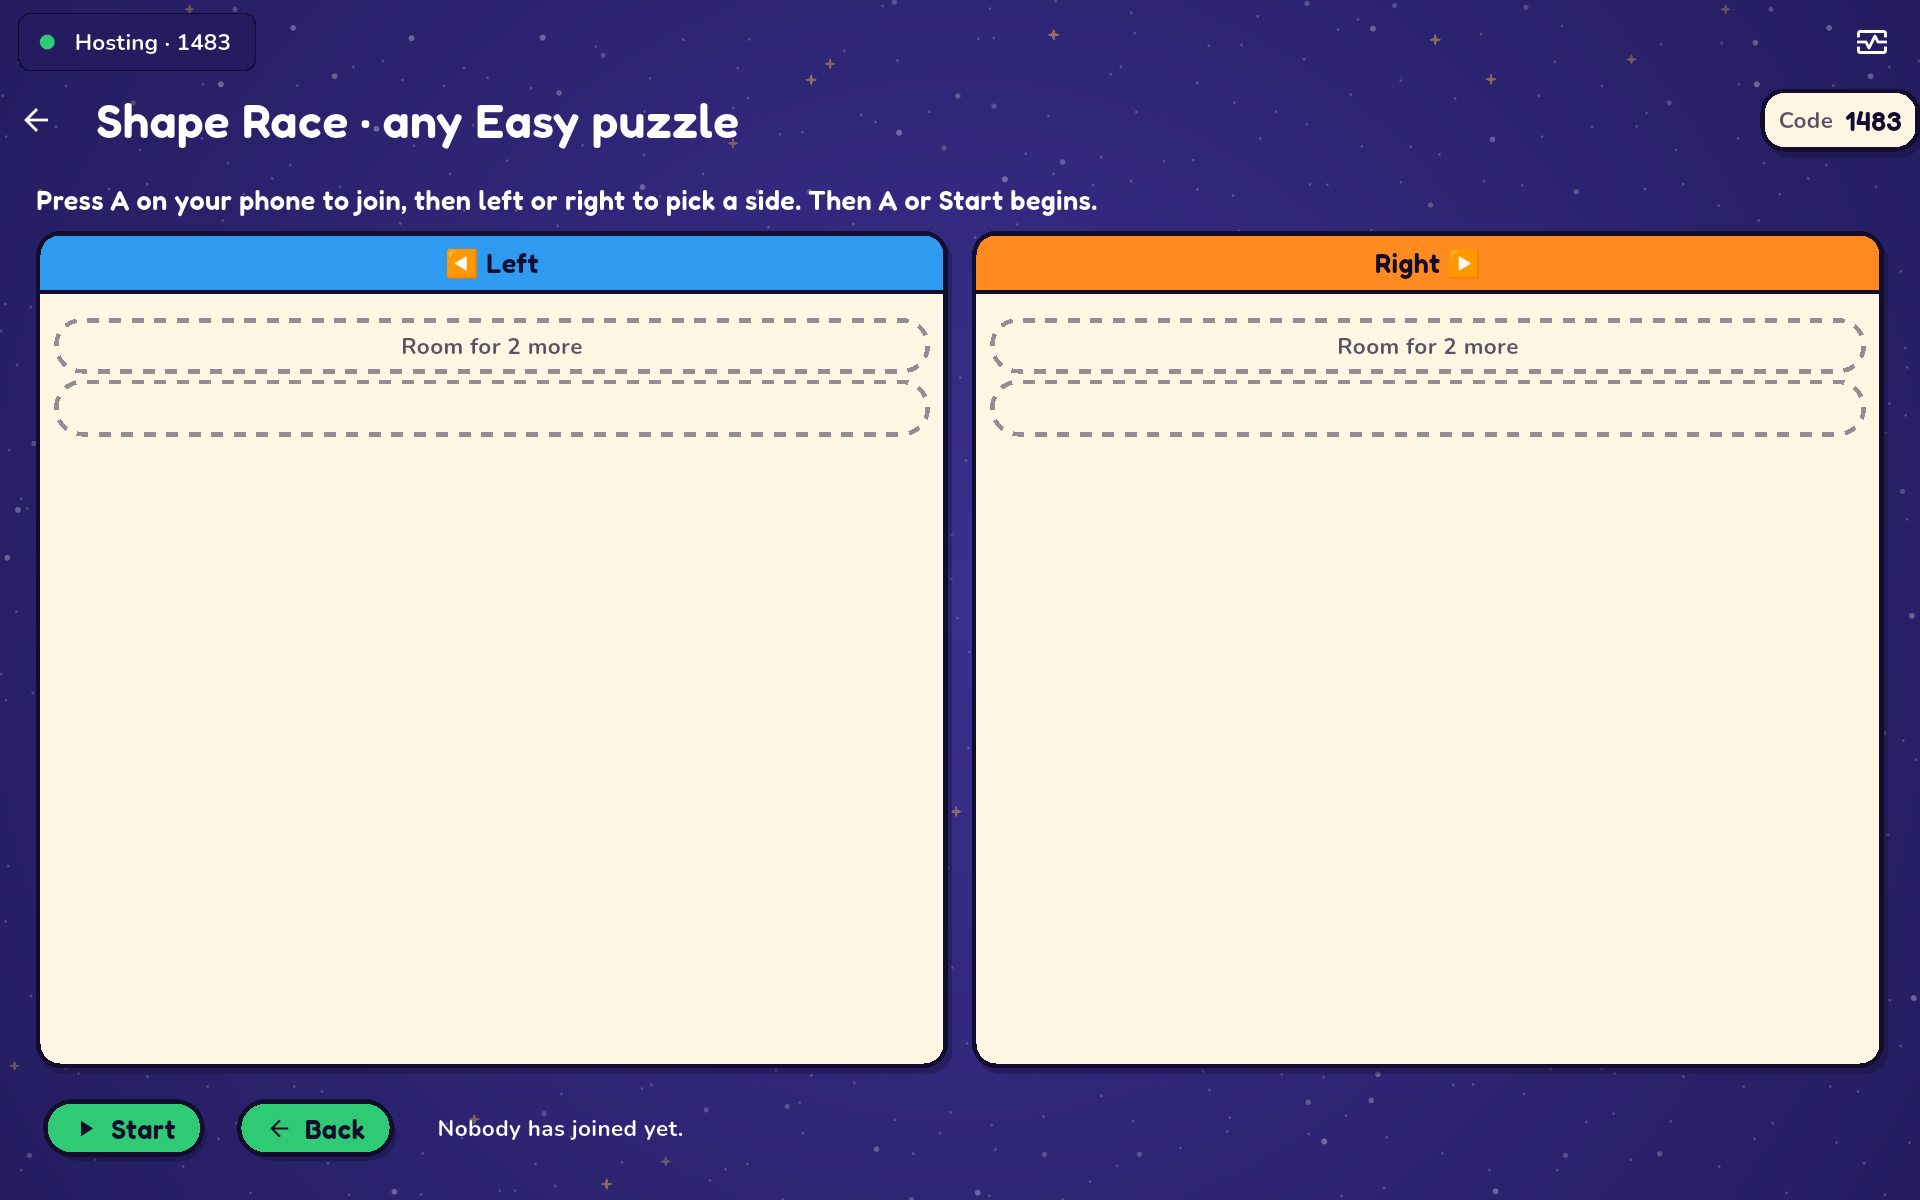 Hosting · 1483
Shape Race · any Easy puzzle
Code 1483
Press A on your phone to join, then left or right to pick a side. Then A or Start begins.
◀ Left
Right ▶
Room for 2 more
Room for 2 more
Start
Back
Nobody has joined yet.